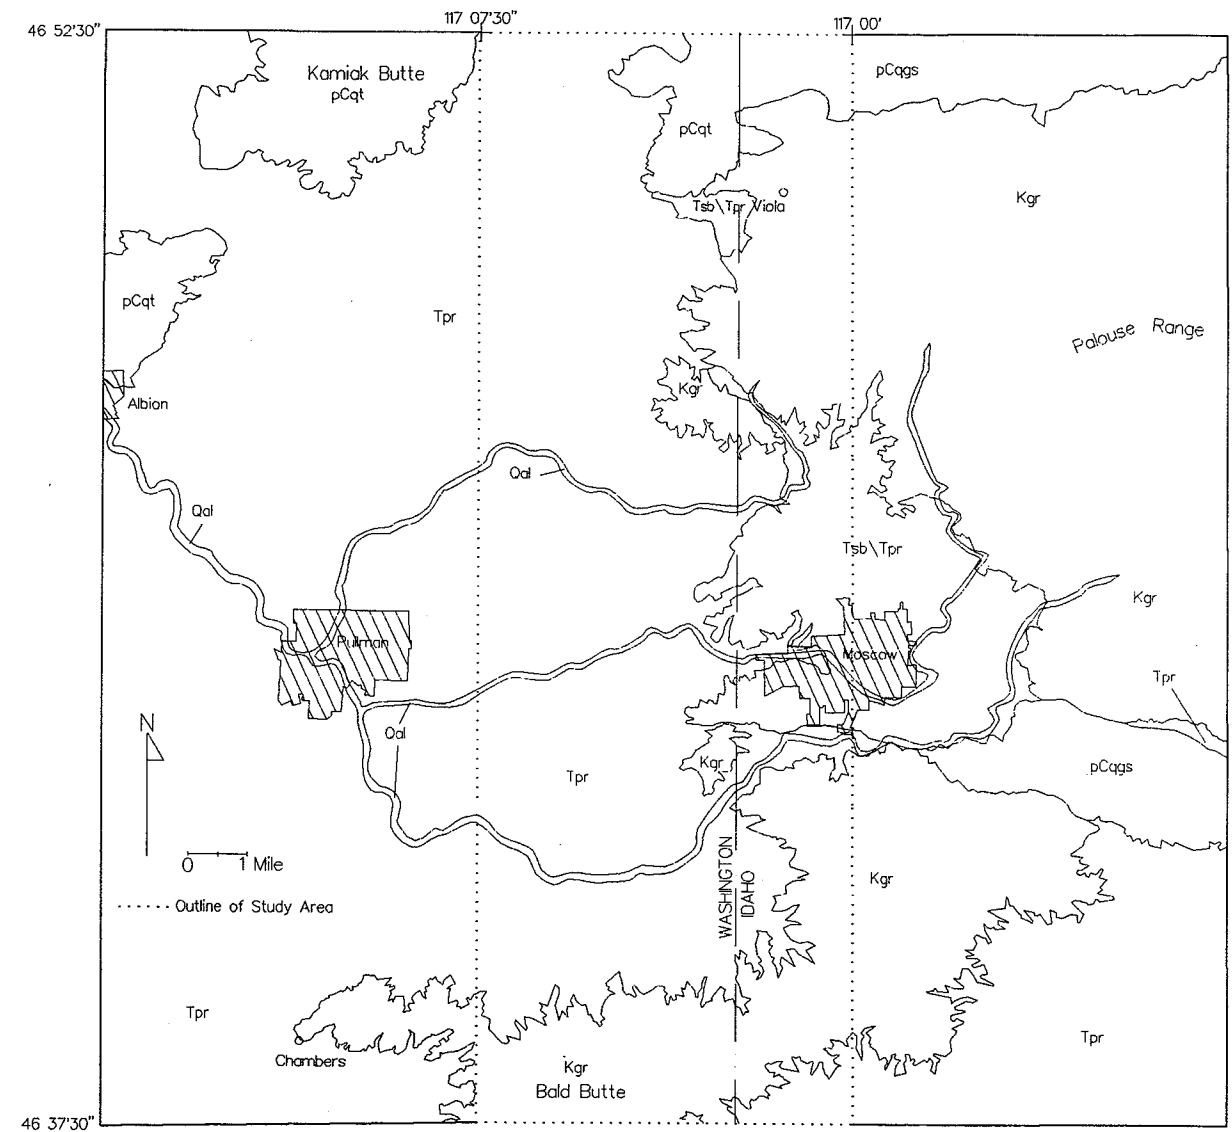 117 07'30"
117 00'
46 52'30"
Kamiak Butte
pCqt
pCqgs
pCqt
Kgr
Tsb\Tpr Viola
pCqt
Tpr
Palouse Range
Kgr
Albion
Qal
Qal
Tsb\Tpr
Kgr
Pullman
Moscow
Tpr
N
Qal
Kgr
Tpr
pCqgs
0 1 Mile
WASHINGTON
IDAHO
Kgr
Outline of Study Area
Tpr
Tpr
Chambers
Kgr
Bald Butte
46 37'30"